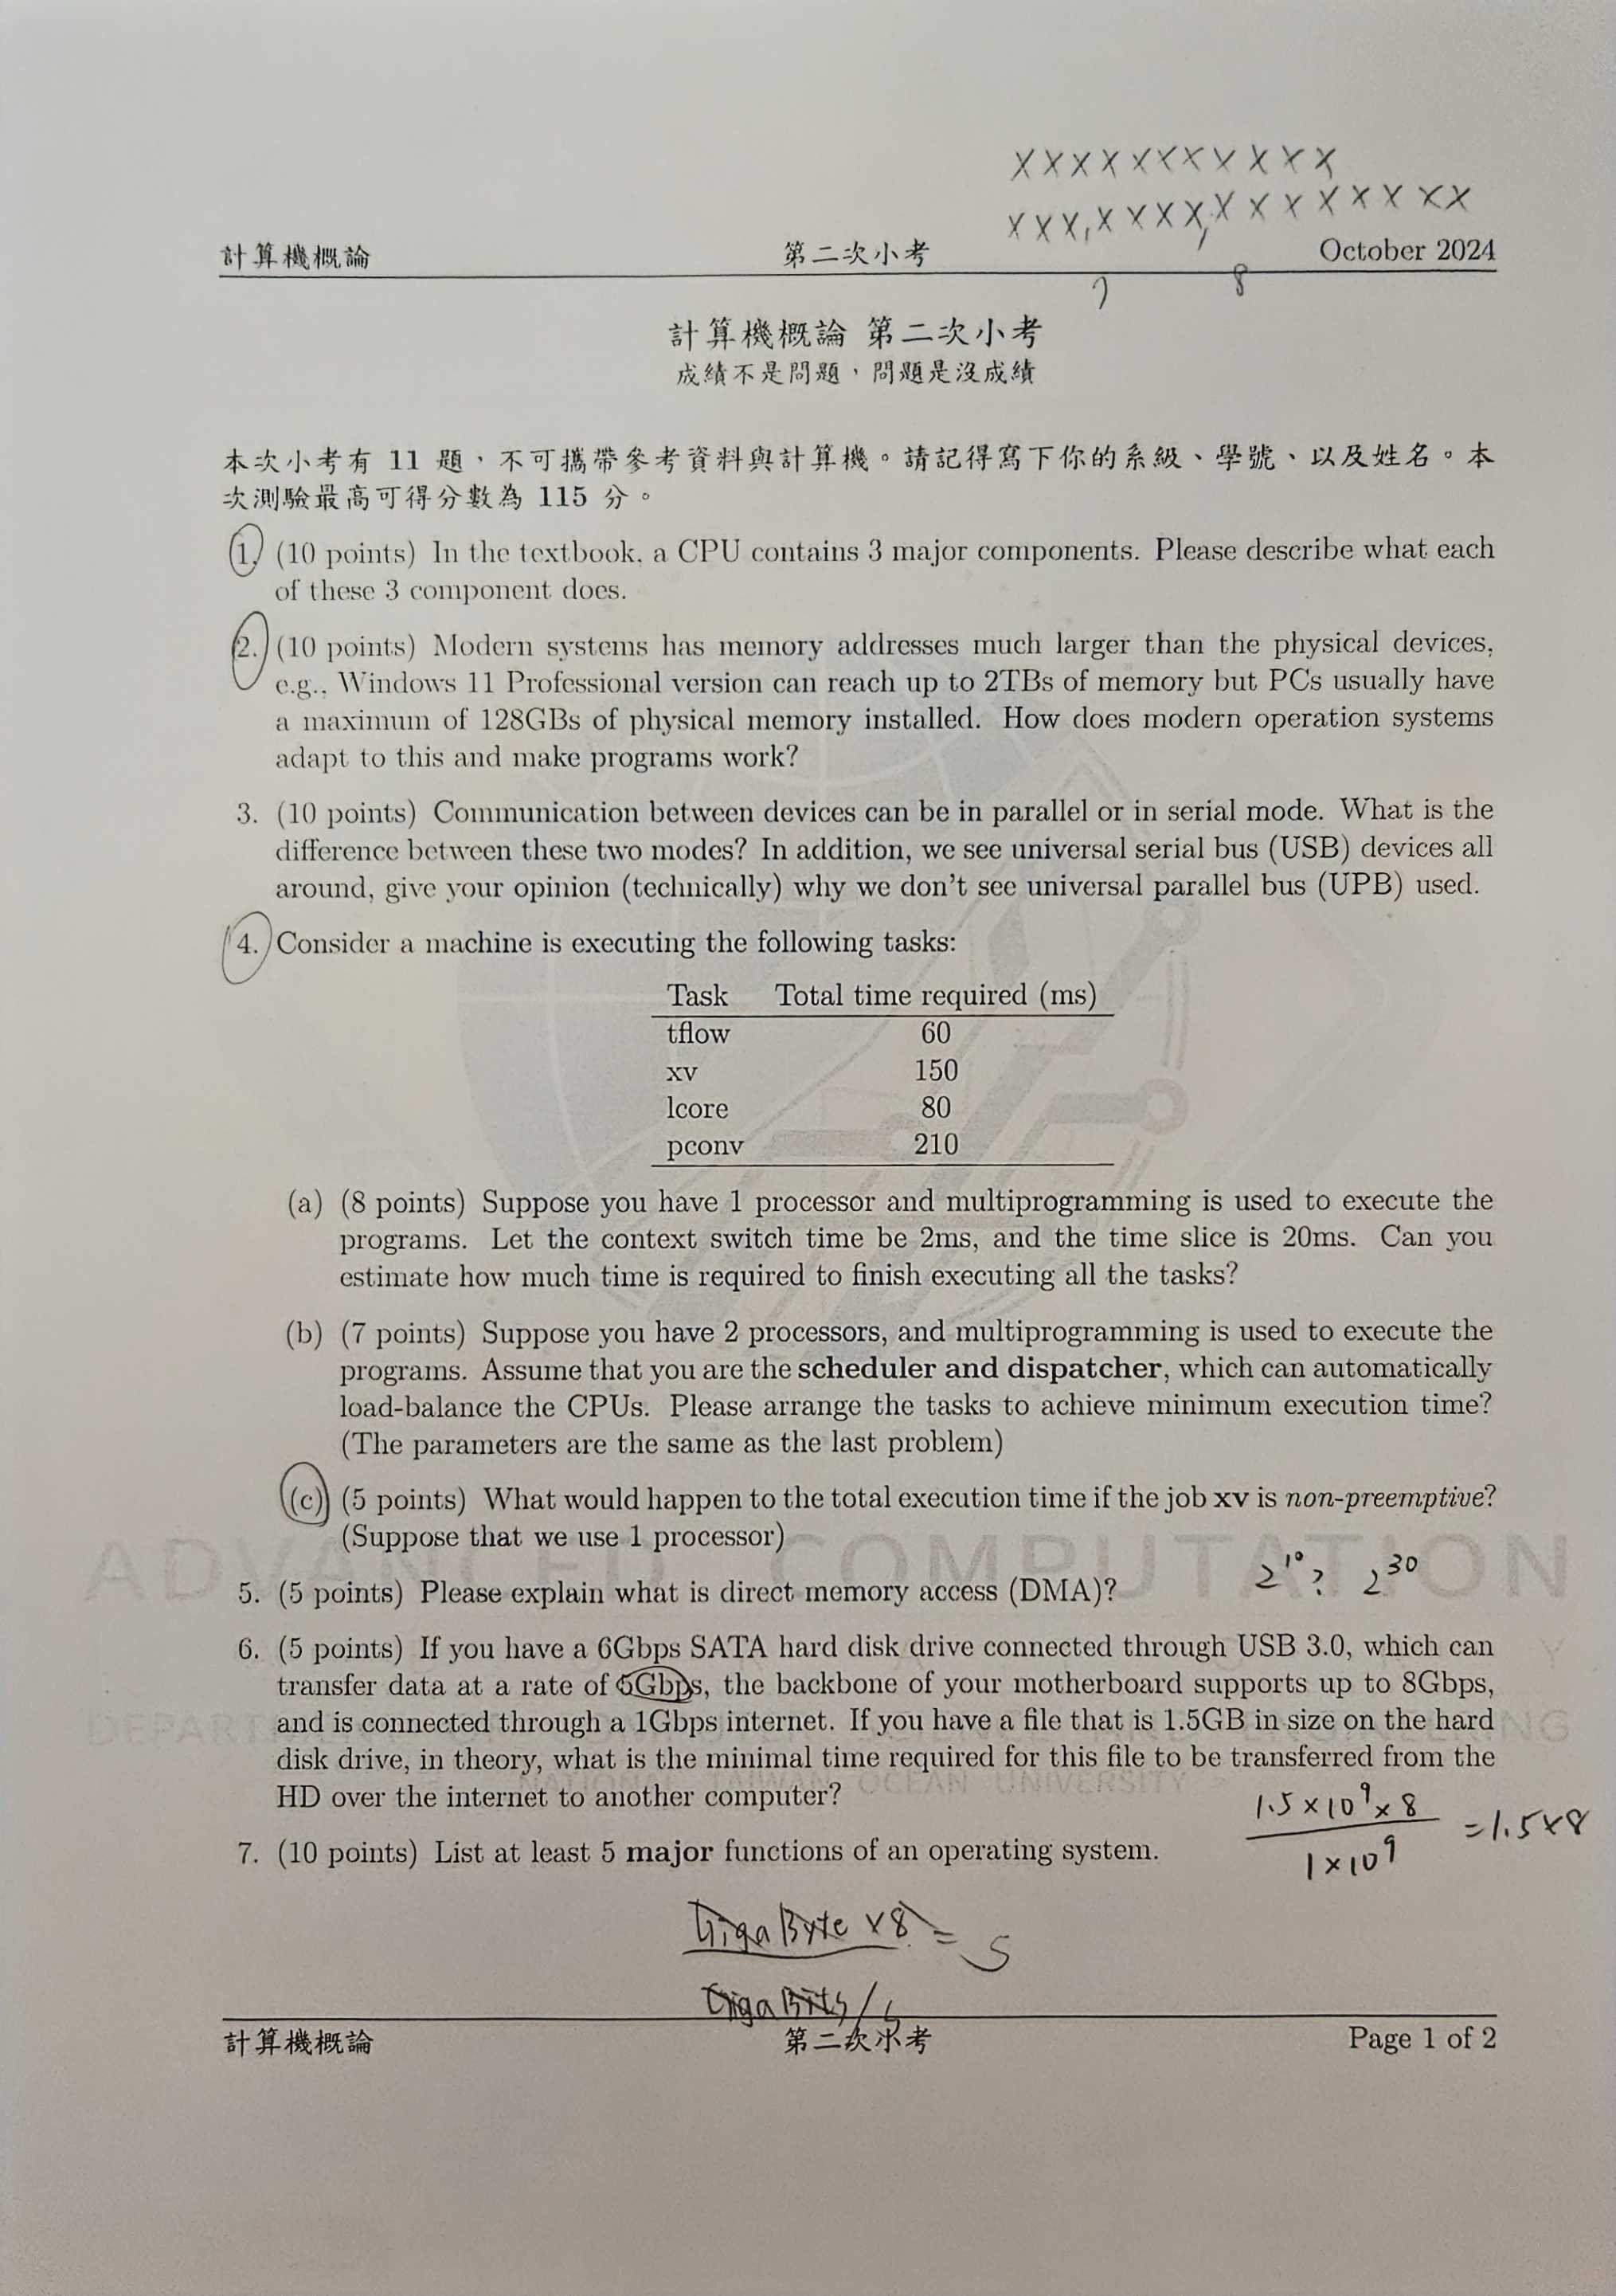 XXXXXXXXXXX
XXX,XXXX,XXXXXXXXX
計算機概論 第二次小考 October 2024
7 8
計算機概論 第二次小考
成績不是問題，問題是沒成績
本次小考有 11 題，不可攜帶參考資料與計算機。請記得寫下你的系級、學號、以及姓名。本
次測驗最高可得分數為 115 分。
1. (10 points) In the textbook, a CPU contains 3 major components. Please describe what each
of these 3 component does.
2. (10 points) Modern systems has memory addresses much larger than the physical devices,
e.g., Windows 11 Professional version can reach up to 2TBs of memory but PCs usually have
a maximum of 128GBs of physical memory installed. How does modern operation systems
adapt to this and make programs work?
3. (10 points) Communication between devices can be in parallel or in serial mode. What is the
difference between these two modes? In addition, we see universal serial bus (USB) devices all
around, give your opinion (technically) why we don't see universal parallel bus (UPB) used.
4. Consider a machine is executing the following tasks:
Task Total time required (ms)
tflow 60
xv 150
lcore 80
pconv 210
(a) (8 points) Suppose you have 1 processor and multiprogramming is used to execute the
programs. Let the context switch time be 2ms, and the time slice is 20ms. Can you
estimate how much time is required to finish executing all the tasks?
(b) (7 points) Suppose you have 2 processors, and multiprogramming is used to execute the
programs. Assume that you are the scheduler and dispatcher, which can automatically
load-balance the CPUs. Please arrange the tasks to achieve minimum execution time?
(The parameters are the same as the last problem)
(c) (5 points) What would happen to the total execution time if the job xv is non-preemptive?
(Suppose that we use 1 processor)
ADVANCED COMPUTATION
2^10? 2^30
5. (5 points) Please explain what is direct memory access (DMA)?
6. (5 points) If you have a 6Gbps SATA hard disk drive connected through USB 3.0, which can
transfer data at a rate of 5Gbps, the backbone of your motherboard supports up to 8Gbps,
and is connected through a 1Gbps internet. If you have a file that is 1.5GB in size on the hard
disk drive, in theory, what is the minimal time required for this file to be transferred from the
HD over the internet to another computer?
NATIONAL TAIWAN OCEAN UNIVERSITY
1.5×10^9×8
1×10^9
=1.5×8
7. (10 points) List at least 5 major functions of an operating system.
GigaByte ×8
= S
GigaBits/s
計算機概論 第二次小考 Page 1 of 2